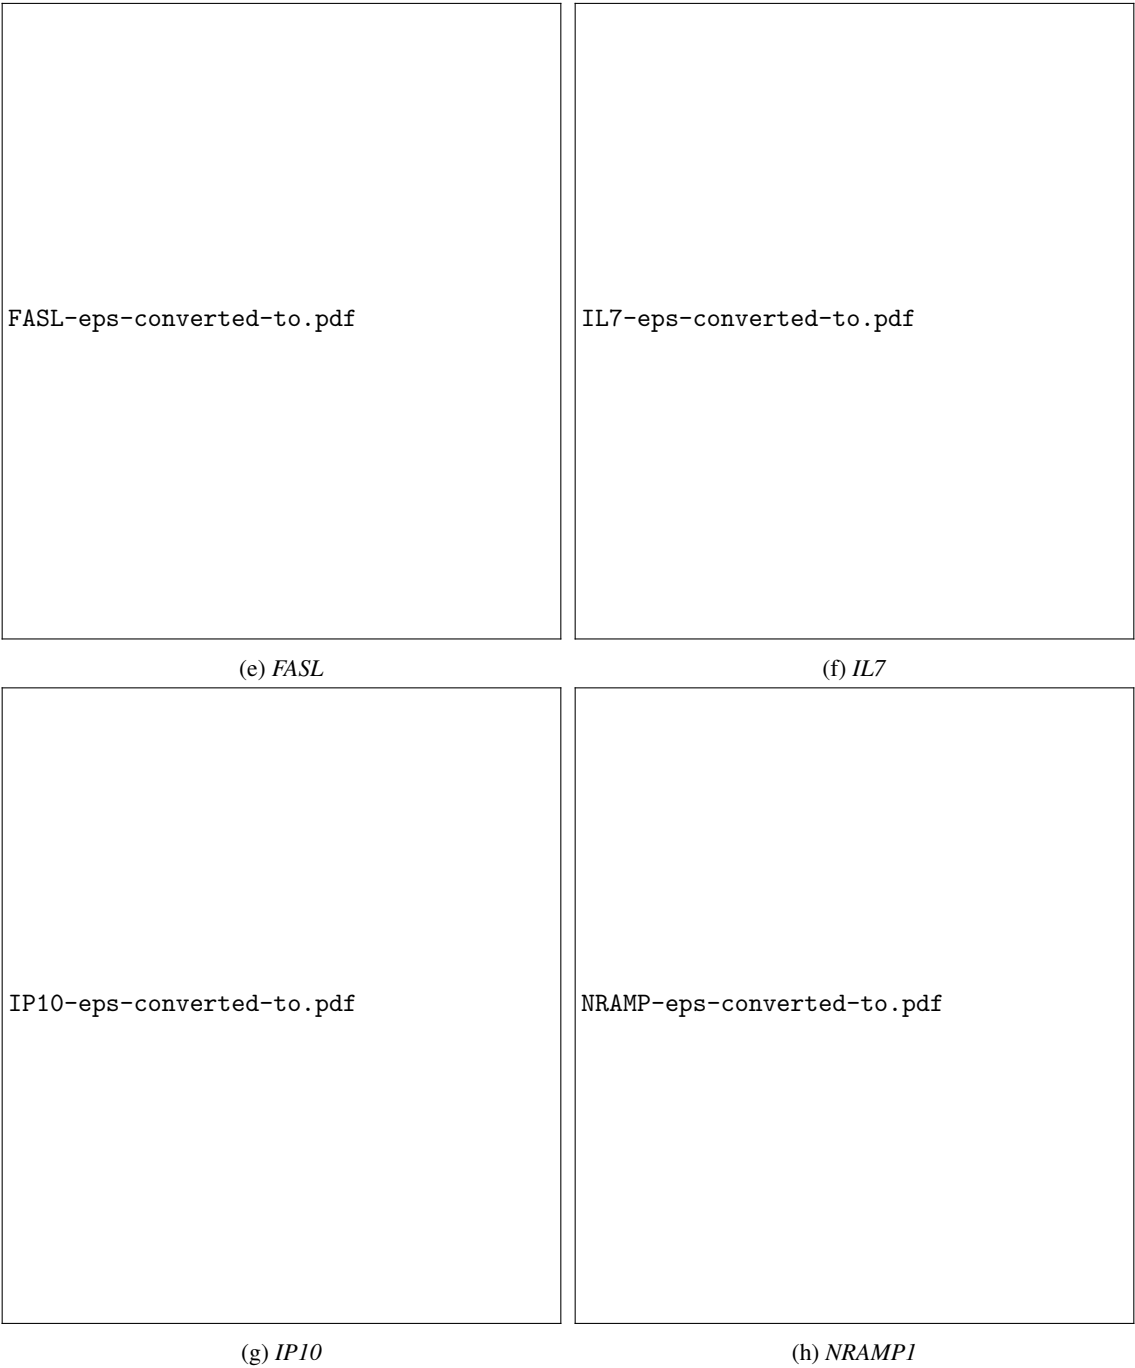 FASL-eps-converted-to.pdf
IL7-eps-converted-to.pdf
(e) FASL
(f) IL7
IP10-eps-converted-to.pdf
NRAMP-eps-converted-to.pdf
(g) IP10
(h) NRAMP1